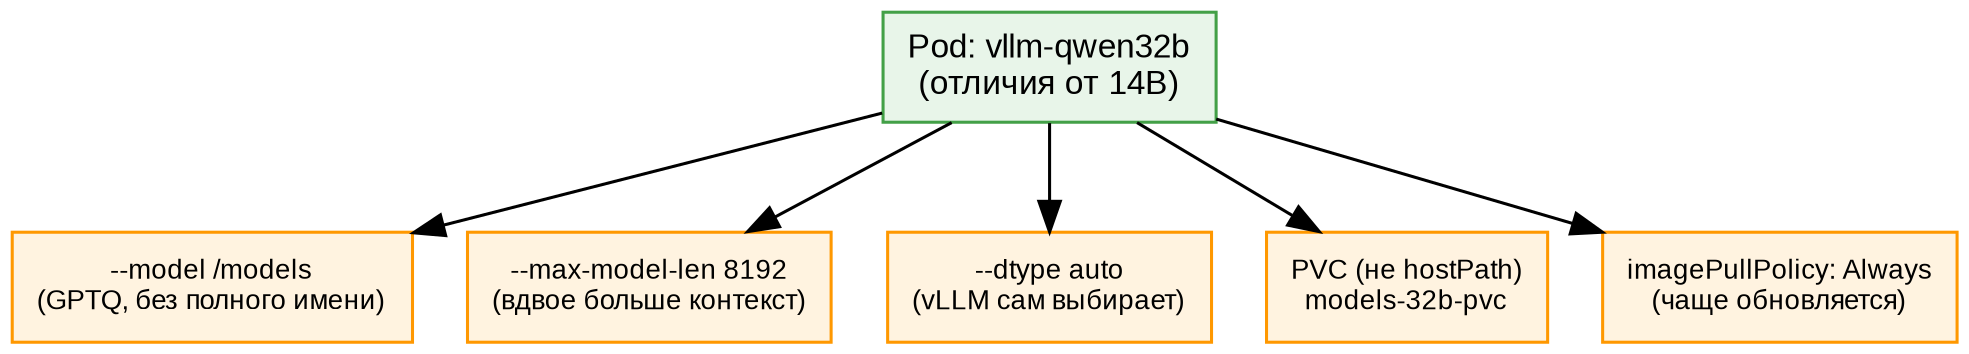 Pod: vllm-qwen32b
(отличия от 14B)
--model /models
(GPTQ, без полного имени)
--max-model-len 8192
(вдвое больше контекст)
--dtype auto
(vLLM сам выбирает)
PVC (не hostPath)
models-32b-pvc
imagePullPolicy: Always
(чаще обновляется)